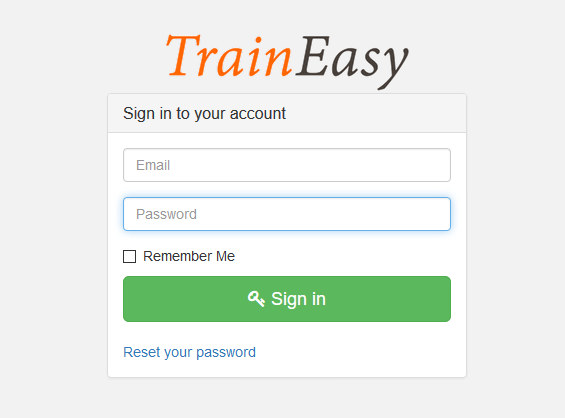 TrainEasy
Sign in to your account
Email
Password
Remember Me
Sign in
Reset your password